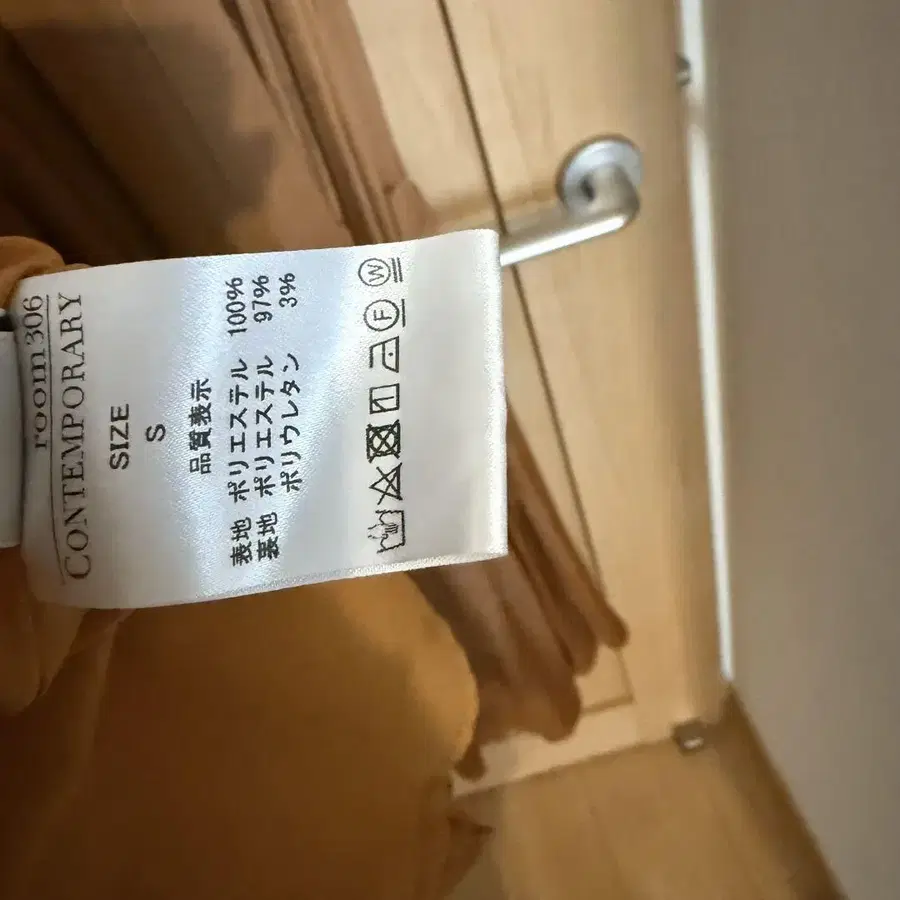 room306
CONTEMPORARY
SIZE
S
品質表示
表地 ポリエステル 100%
裏地 ポリエステル 97%
ポリウレタン 3%
F W